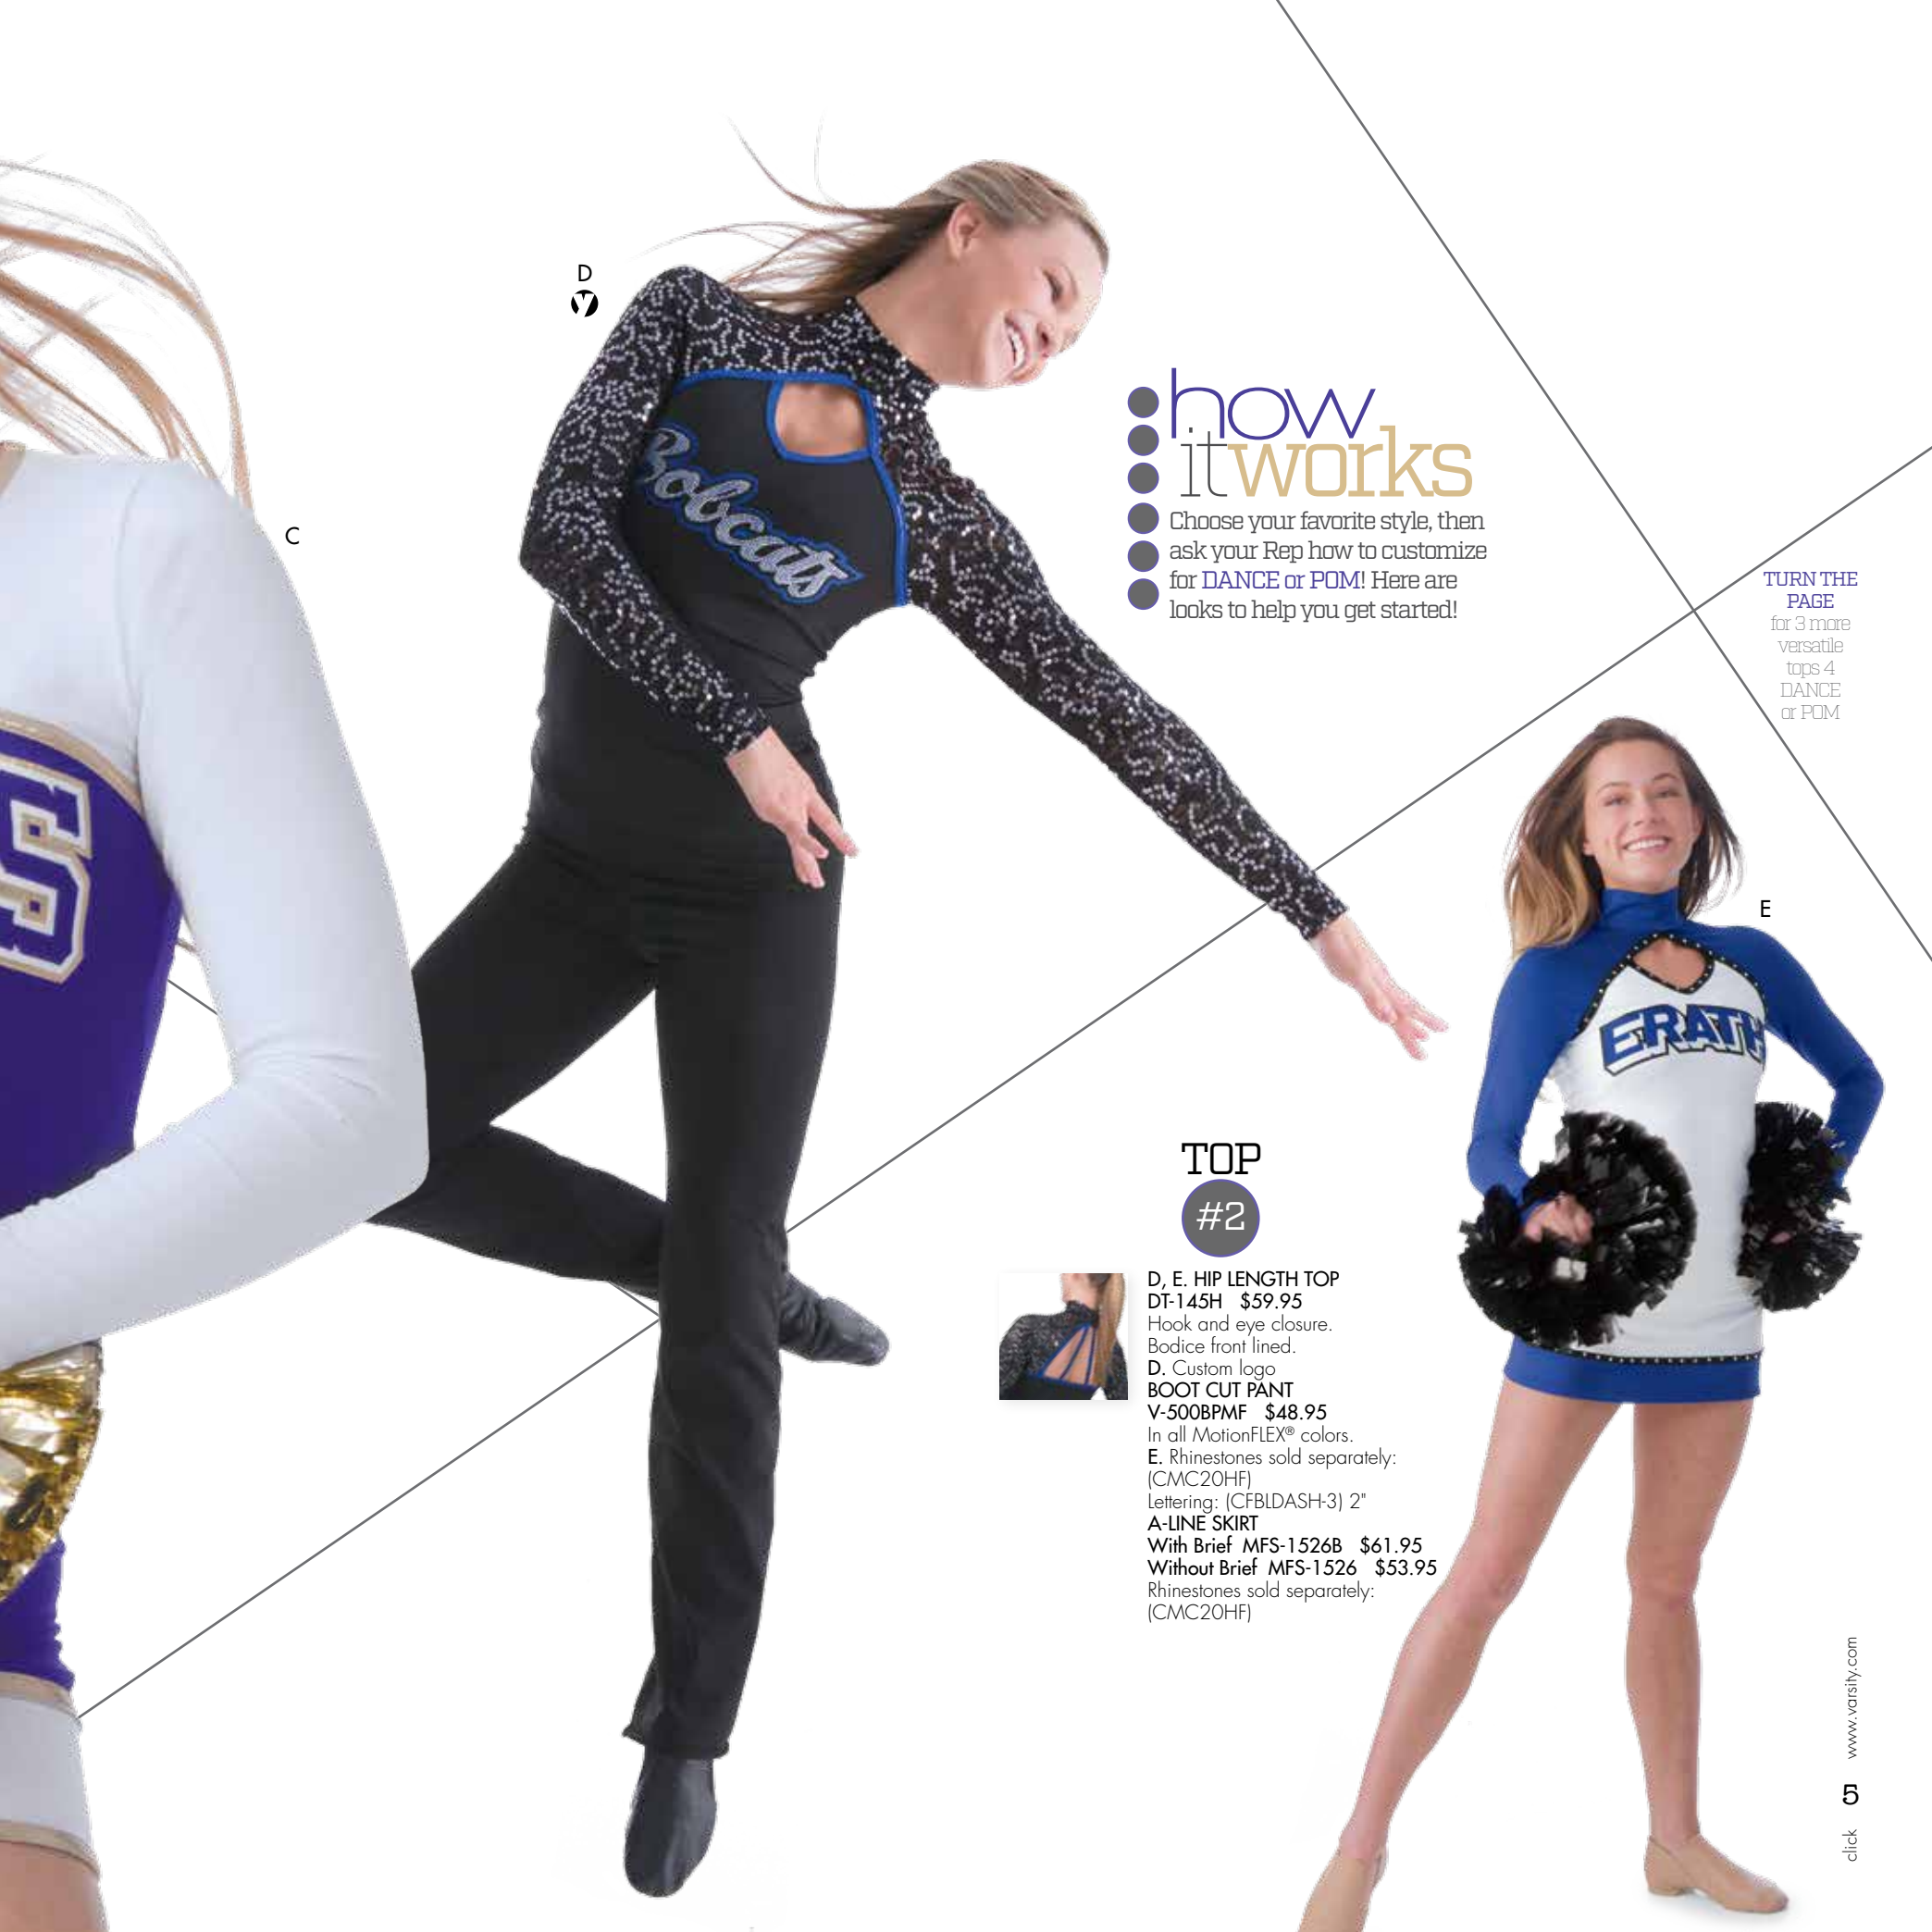 D
C
Bobcats
how
itworks
Choose your favorite style, then
ask your Rep how to customize
for DANCE or POM! Here are
looks to help you get started!
TURN THE
PAGE
for 3 more
versatile
tops 4
DANCE
or POM
S
E
ERATH
TOP
#2
D, E. HIP LENGTH TOP
DT-145H $59.95
Hook and eye closure.
Bodice front lined.
D. Custom logo
BOOT CUT PANT
V-500BPMF $48.95
In all MotionFLEX® colors.
E. Rhinestones sold separately:
(CMC20HF)
Lettering: (CFBLDASH-3) 2"
A-LINE SKIRT
With Brief MFS-1526B $61.95
Without Brief MFS-1526 $53.95
Rhinestones sold separately:
(CMC20HF)
click 5 www.varsity.com